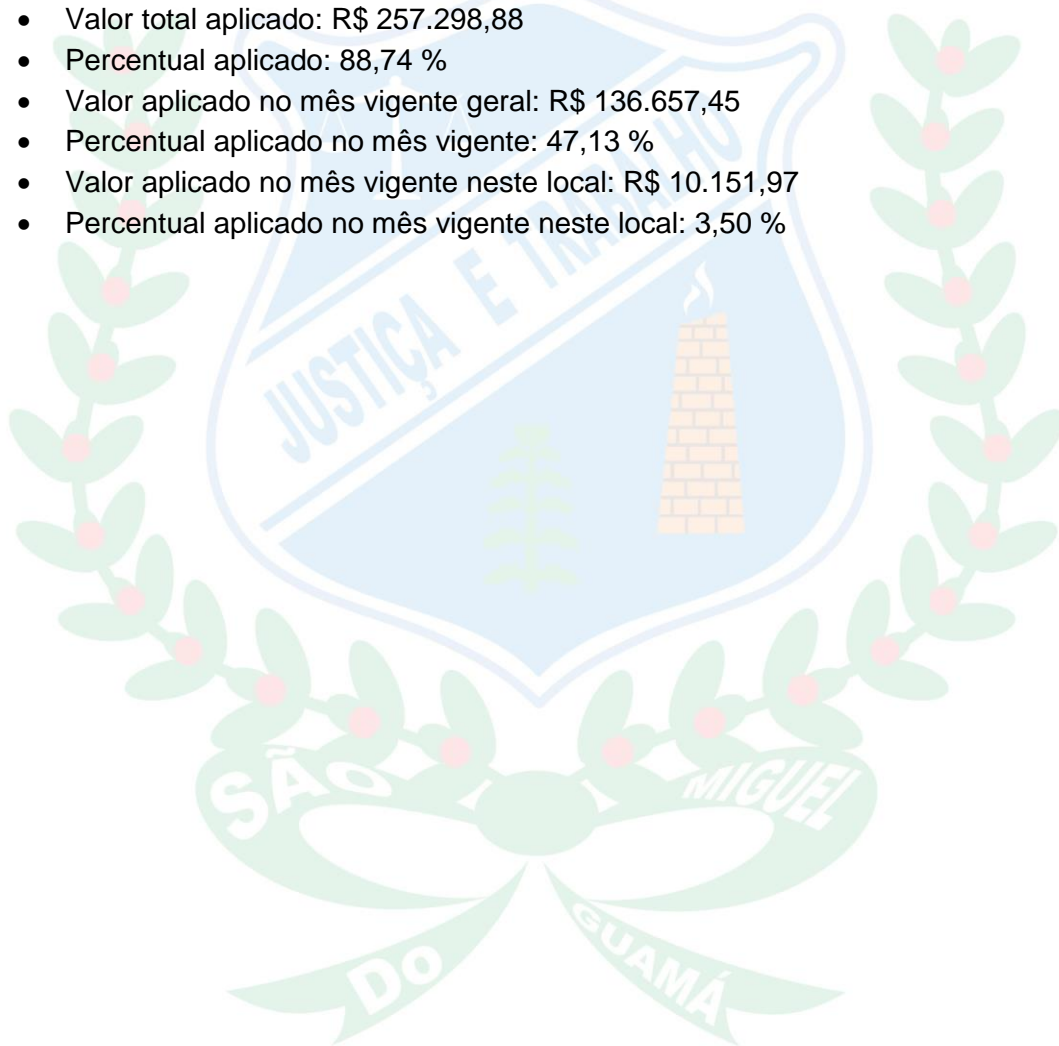 • Valor total aplicado: R$ 257.298,88
• Percentual aplicado: 88,74 %
• Valor aplicado no mês vigente geral: R$ 136.657,45
• Percentual aplicado no mês vigente: 47,13 %
• Valor aplicado no mês vigente neste local: R$ 10.151,97
• Percentual aplicado no mês vigente neste local: 3,50 %
JUSTIÇA E TRABALHO
SÃO MIGUEL
DO GUAMÁ